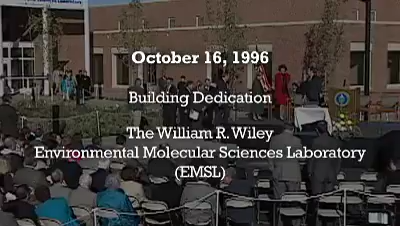 October 16, 1996
Building Dedication
The William R. Wiley
Environmental Molecular Sciences Laboratory
(EMSL)